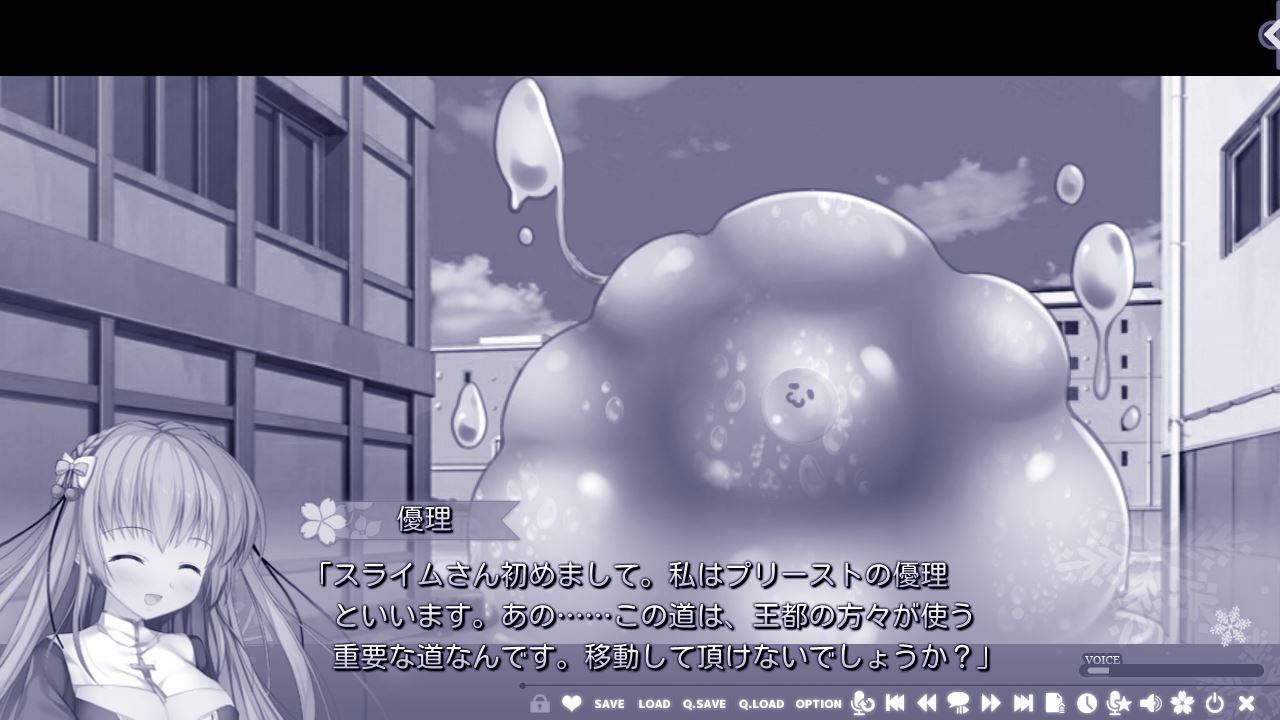 優理
「スライムさん初めまして。私はプリーストの優理
といいます。あの……この道は、王都の方々が使う
重要な道なんです。移動して頂けないでしょうか？」
VOICE
SAVE LOAD Q.SAVE Q.LOAD OPTION